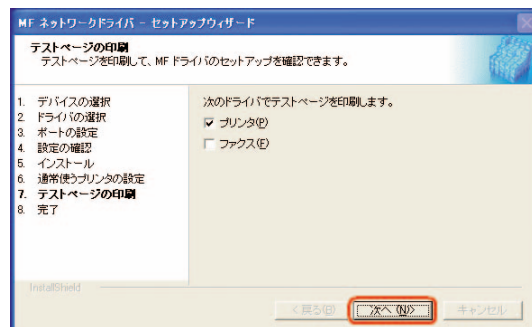 MF ネットワークドライバ - セットアップウィザード
テストページの印刷
テストページを印刷して、MF ドライバのセットアップを確認できます。
1. デバイスの選択
2. ドライバの選択
3. ポートの設定
4. 設定の確認
5. インストール
6. 通常使うプリンタの設定
7. テストページの印刷
8. 完了
次のドライバでテストページを印刷します。
プリンタ(P)
ファクス(F)
InstallShield
< 戻る(B)
次へ (N)>
キャンセル